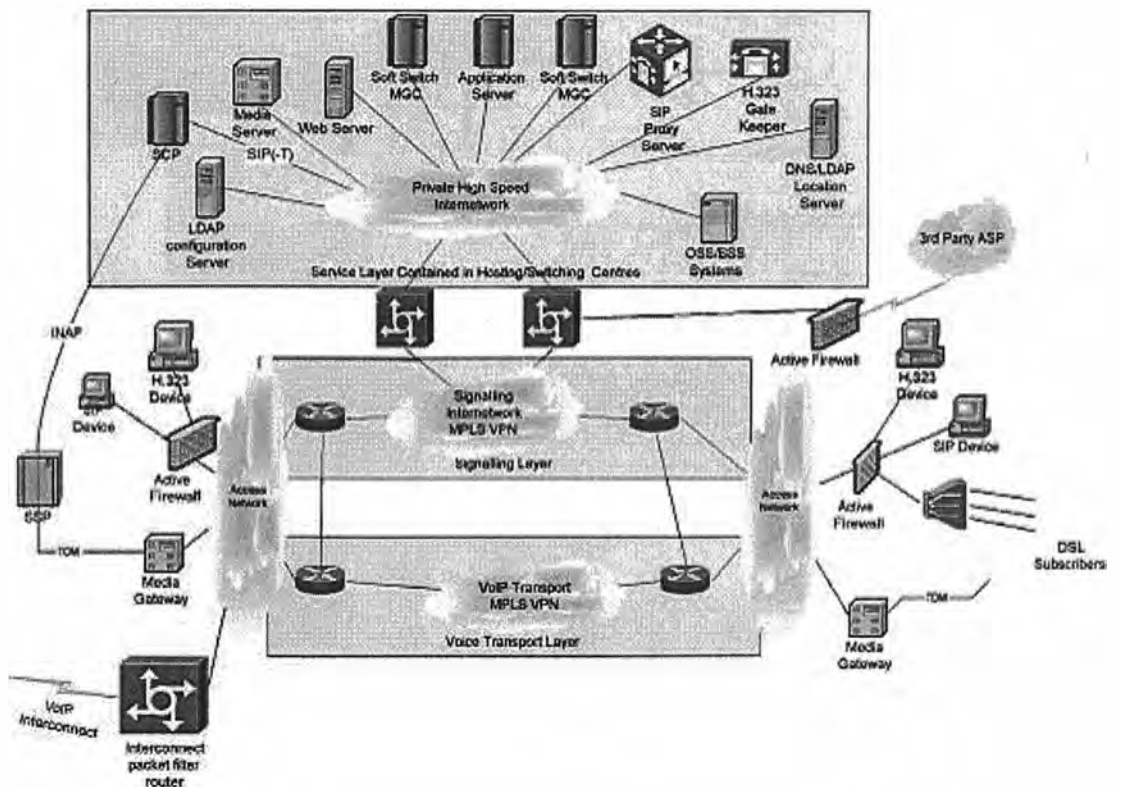 Soft Switch
MGC
Application
Server
Soft Switch
MGC
SIP
Proxy
Server
H.323
Gate
Keeper
Media
Server
Web Server
SCP
SIP(-T)
DNS/LDAP
Location
Server
Private High Speed
Internetwork
LDAP
configuration
Server
OSS/BSS
Systems
3rd Party ASP
Service Layer Contained in Hosting/Switching Centres
INAP
Active Firewall
H.323
Device
H.323
Device
SIP
Device
Signalling
Internetwork
MPLS VPN
SIP Device
Active
Firewall
Signalling Layer
Access
Network
Access
Network
Active
Firewall
SSP
DSL
Subscribers
TDM
Media
Gateway
VoIP Transport
MPLS VPN
TDM
Voice Transport Layer
Media
Gateway
VoIP
Interconnect
Interconnect
packet filter
router